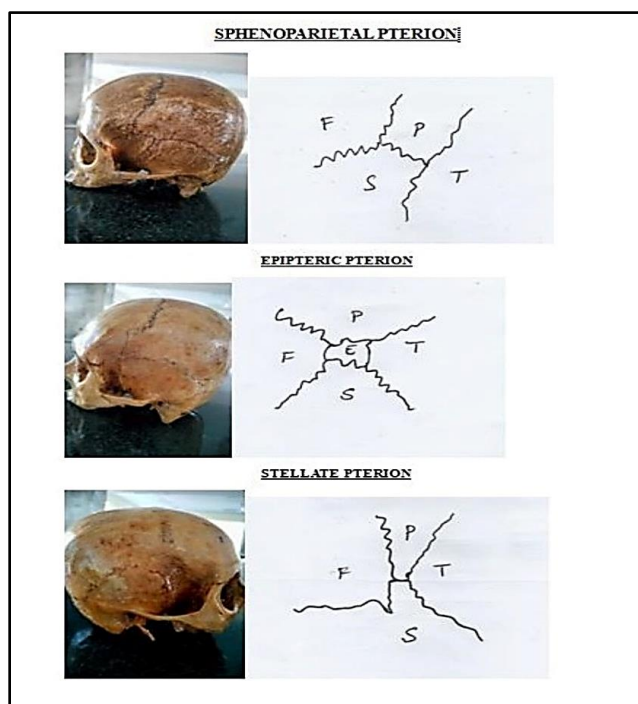 SPHENOPARIETAL PTERION
F
P
S
T
EPIPTERIC PTERION
P
F
E
T
S
STELLATE PTERION
P
F
T
S